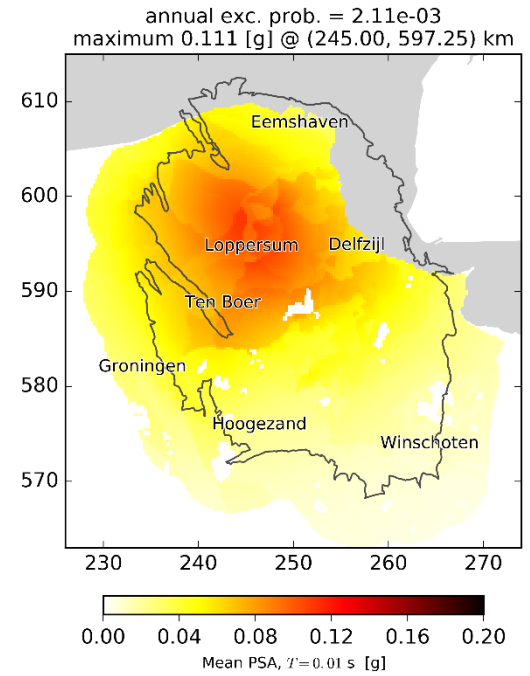 annual exc. prob. = 2.11e-03
maximum 0.111 [g] @ (245.00, 597.25) km
610
Eemshaven
600
Loppersum Delfzijl
590
Ten Boer
Groningen
580
Hoogezand
Winschoten
570
230 240 250 260 270
0.00 0.04 0.08 0.12 0.16 0.20
Mean PSA, T = 0.01 s [g]